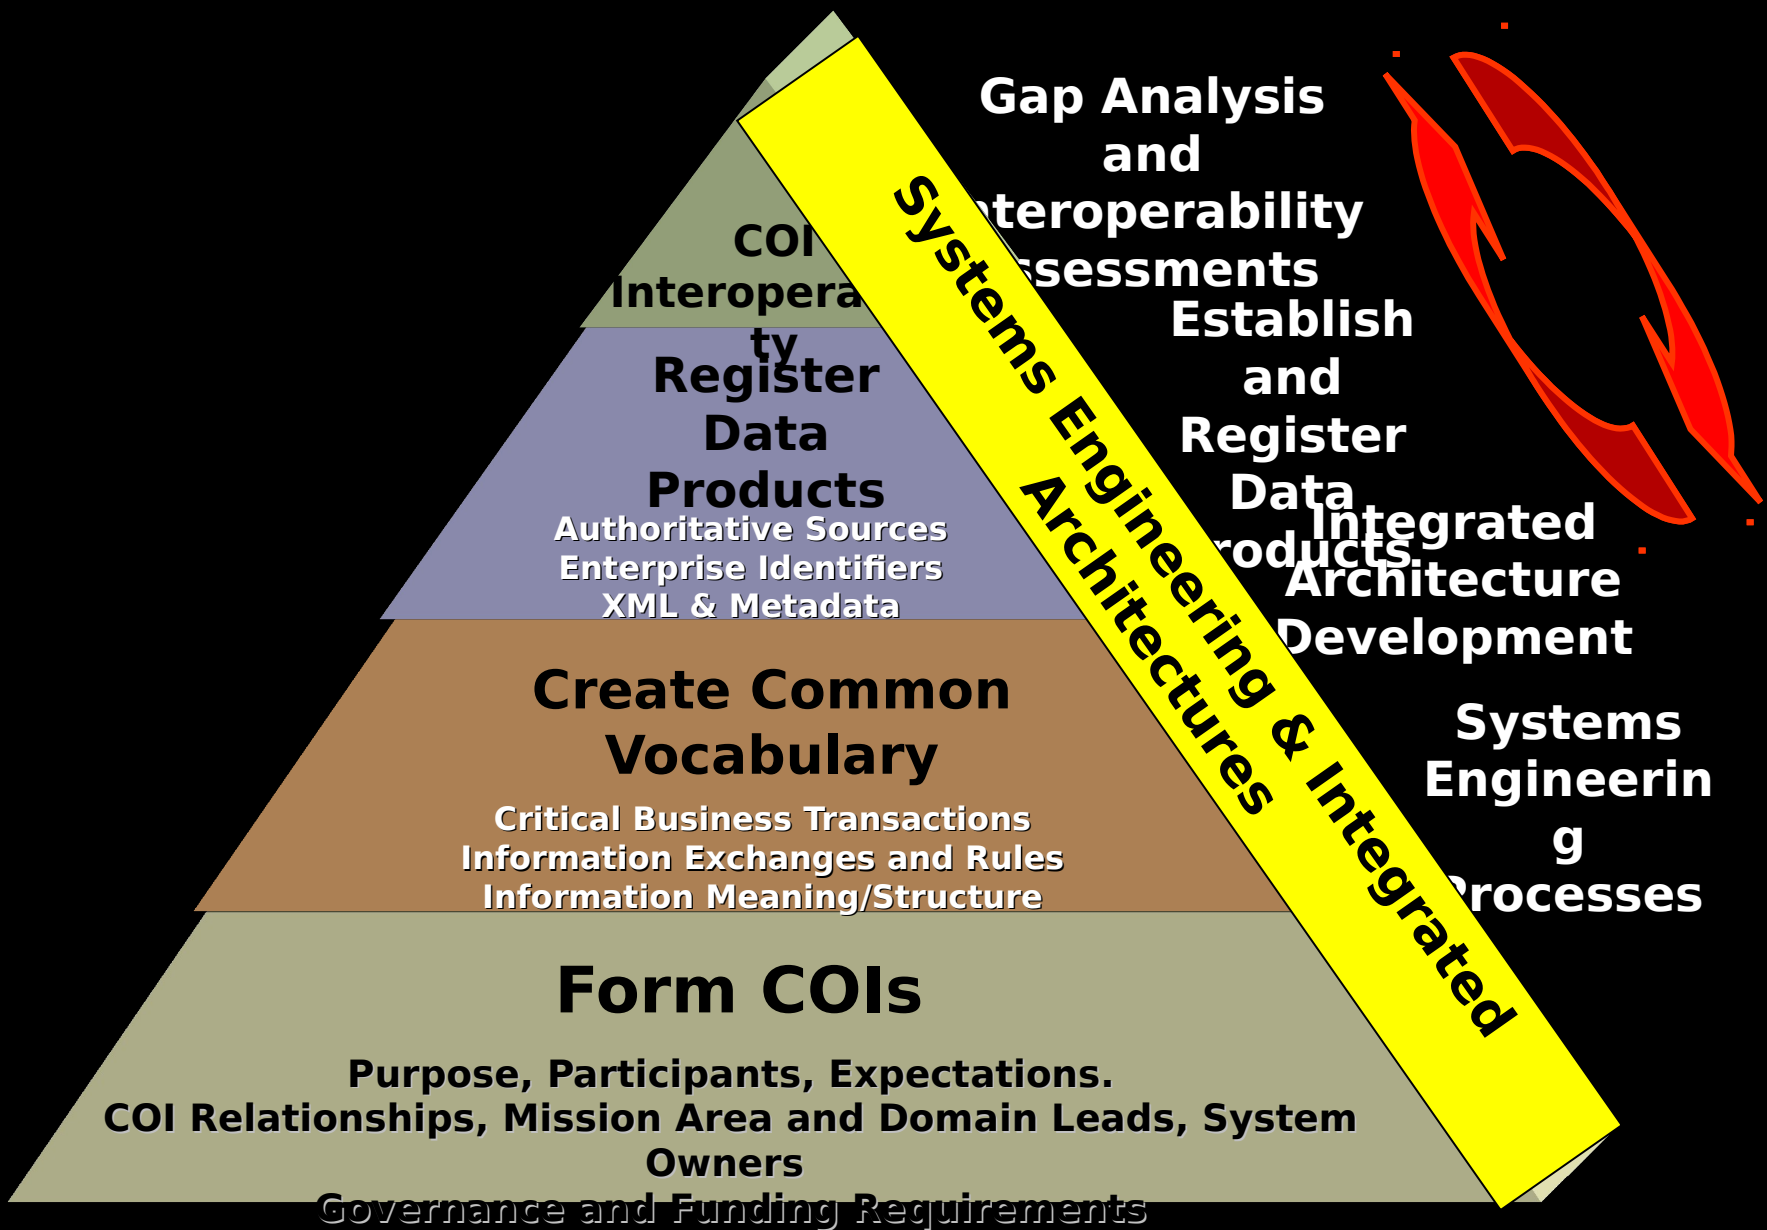 COI
Interopera
ty
Register
Data
Products
Authoritative Sources
Enterprise Identifiers
XML & Metadata
Create Common
Vocabulary
Critical Business Transactions
Information Exchanges and Rules
Information Meaning/Structure
Form COIs
Purpose, Participants, Expectations.
COI Relationships, Mission Area and Domain Leads, System
Owners
Governance and Funding Requirements
Systems Engineering & Integrated
Architectures
Gap Analysis
and
nteroperability
ssessments
Establish
and
Register
Data
roducts
Integrated
Architecture
Development
Systems
Engineerin
g
Processes